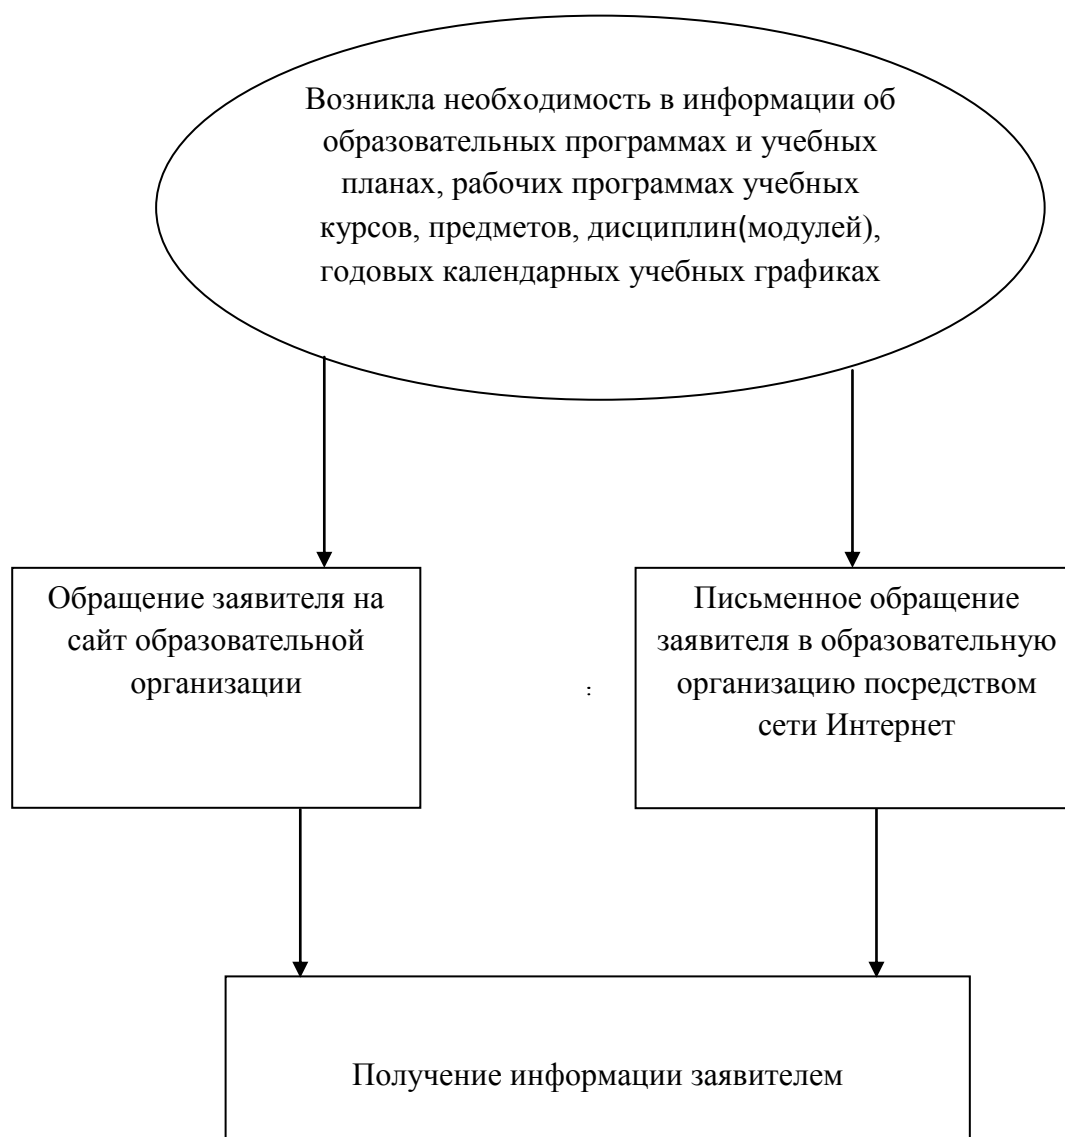 Возникла необходимость в информации об
образовательных программах и учебных
планах, рабочих программах учебных
курсов, предметов, дисциплин(модулей),
годовых календарных учебных графиках
Обращение заявителя на
сайт образовательной
организации
:
Письменное обращение
заявителя в образовательную
организацию посредством
сети Интернет
Получение информации заявителем